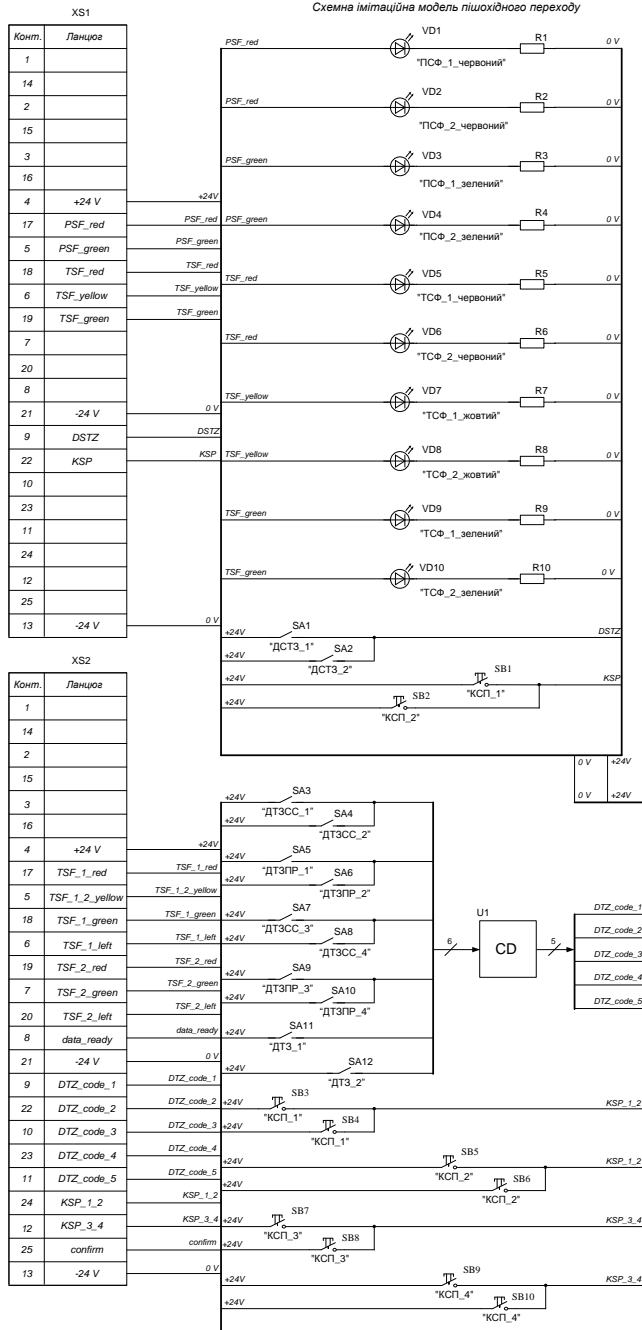 Схемна імітаційна модель пішохідного переходу
XS1
Конт. Ланцюг
1
14
2
15
3
16
4 +24 V
17 PSF_red
5 PSF_green
18 TSF_red
6 TSF_yellow
19 TSF_green
7
20
8
21 -24 V
9 DSTZ
22 KSP
10
23
11
24
12
25
13 -24 V
+24V
PSF_red
PSF_green
TSF_red
TSF_yellow
TSF_green
0 V
DSTZ
KSP
0 V
PSF_red VD1 R1 0 V
"ПСФ_1_червоний"
PSF_red VD2 R2 0 V
"ПСФ_2_червоний"
PSF_green VD3 R3 0 V
"ПСФ_1_зелений"
PSF_green VD4 R4 0 V
"ПСФ_2_зелений"
TSF_red VD5 R5 0 V
"ТСФ_1_червоний"
TSF_red VD6 R6 0 V
"ТСФ_2_червоний"
TSF_yellow VD7 R7 0 V
"ТСФ_1_жовтий"
TSF_yellow VD8 R8 0 V
"ТСФ_2_жовтий"
TSF_green VD9 R9 0 V
"ТСФ_1_зелений"
TSF_green VD10 R10 0 V
"ТСФ_2_зелений"
+24V SA1 DSTZ
"ДСТЗ_1"
+24V SA2
"ДСТЗ_2"
+24V SB1 KSP
"КСП_1"
+24V SB2
"КСП_2"
0 V +24V
0 V +24V
XS2
Конт. Ланцюг
1
14
2
15
3
16
4 +24 V
17 TSF_1_red
5 TSF_1_2_yellow
18 TSF_1_green
6 TSF_1_left
19 TSF_2_red
7 TSF_2_green
20 TSF_2_left
8 data_ready
21 -24 V
9 DTZ_code_1
22 DTZ_code_2
10 DTZ_code_3
23 DTZ_code_4
11 DTZ_code_5
24 KSP_1_2
12 KSP_3_4
25 confirm
13 -24 V
+24V
TSF_1_red
TSF_1_2_yellow
TSF_1_green
TSF_1_left
TSF_2_red
TSF_2_green
TSF_2_left
data_ready
0 V
DTZ_code_1
DTZ_code_2
DTZ_code_3
DTZ_code_4
DTZ_code_5
KSP_1_2
KSP_3_4
confirm
0 V
+24V SA3
"ДТЗСС_1"
+24V SA4
"ДТЗСС_2"
+24V SA5
"ДТЗПР_1"
+24V SA6
"ДТЗПР_2"
+24V SA7
"ДТЗСС_3"
+24V SA8
"ДТЗСС_4"
+24V SA9
"ДТЗПР_3"
+24V SA10
"ДТЗПР_4"
+24V SA11
"ДТЗ_1"
+24V SA12
"ДТЗ_2"
6
U1
CD
5
DTZ_code_1
DTZ_code_2
DTZ_code_3
DTZ_code_4
DTZ_code_5
+24V SB3 KSP_1_2
"КСП_1"
+24V SB4
"КСП_1"
+24V SB5 KSP_1_2
"КСП_2"
+24V SB6
"КСП_2"
+24V SB7 KSP_3_4
"КСП_3"
+24V SB8
"КСП_3"
+24V SB9 KSP_3_4
"КСП_4"
+24V SB10
"КСП_4"